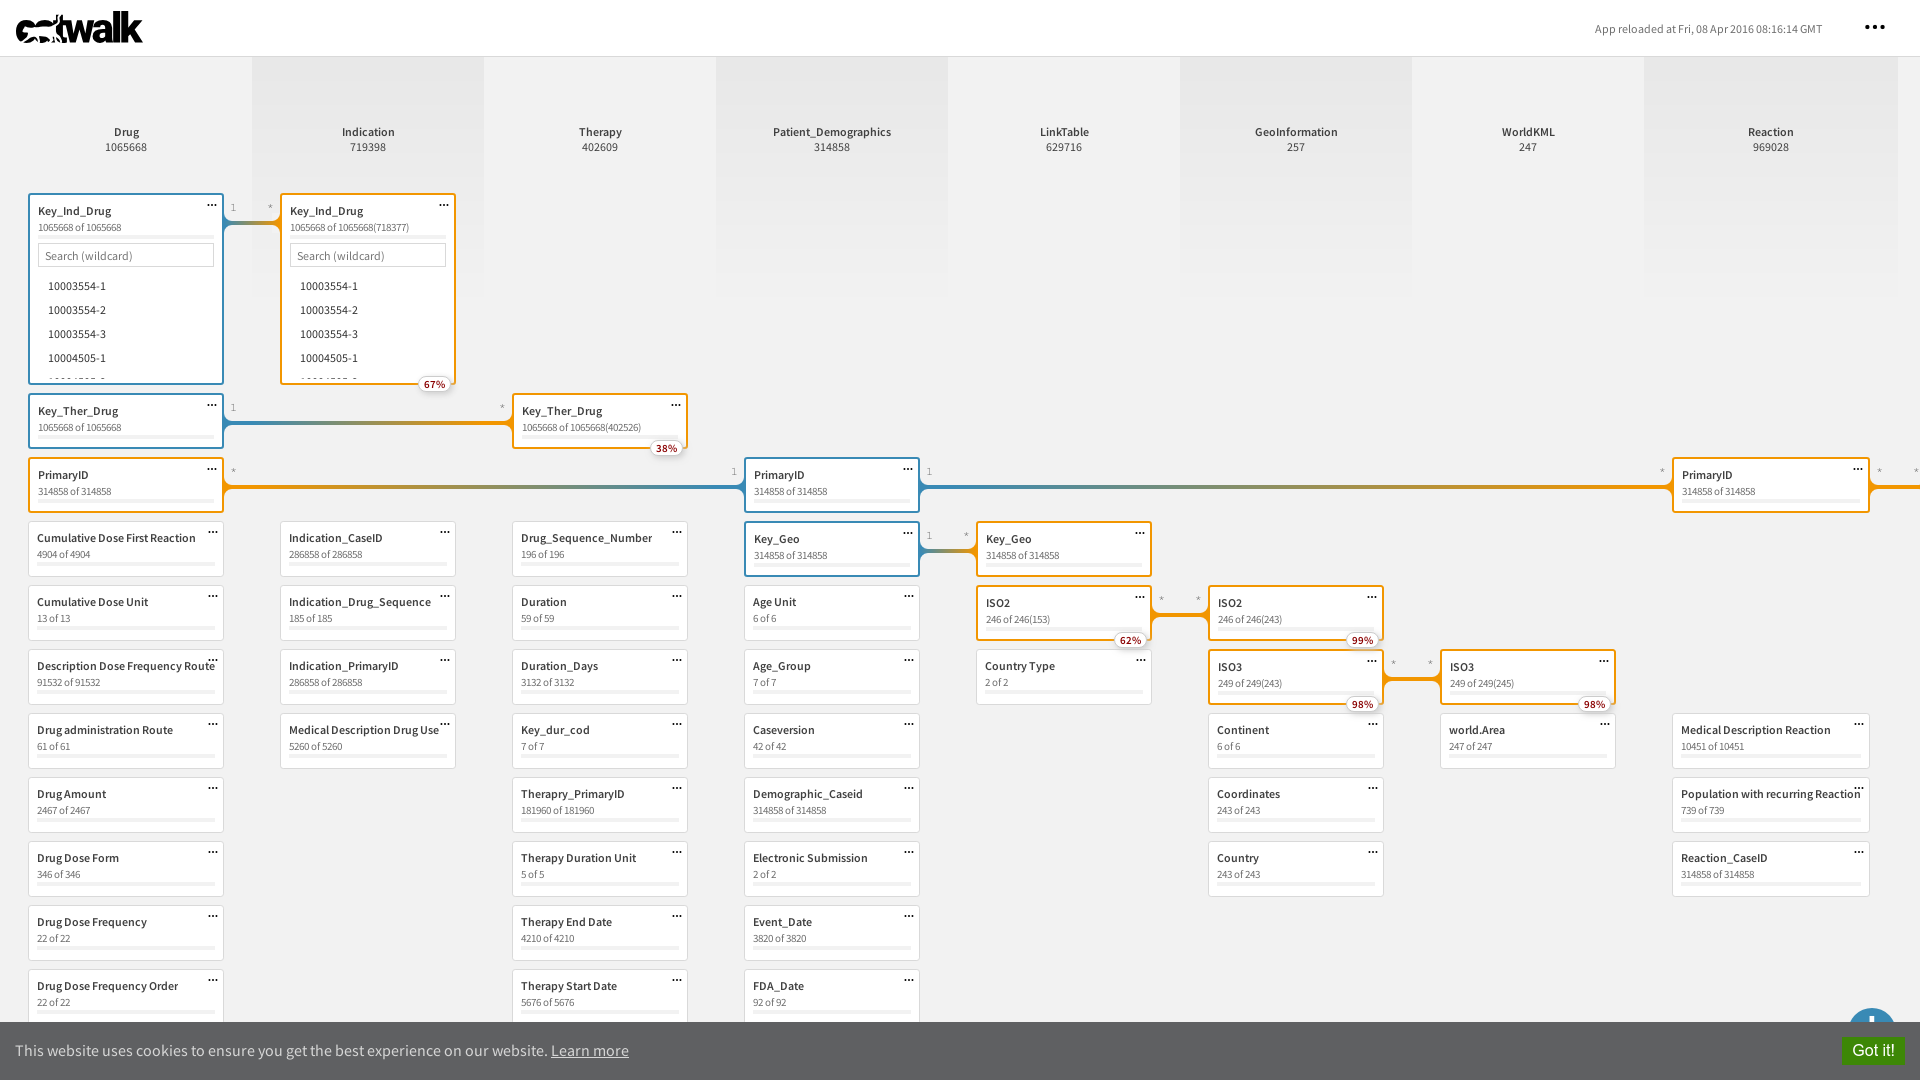 catwalk
App reloaded at Fri, 08 Apr 2016 08:16:14 GMT
Drug
1065668
Indication
719398
Therapy
402609
Patient_Demographics
314858
LinkTable
629716
GeoInformation
257
WorldKML
247
Reaction
969028
Key_Ind_Drug
1065668 of 1065668
Search (wildcard)
10003554-1
10003554-2
10003554-3
10004505-1
1
*
Key_Ind_Drug
1065668 of 1065668(718377)
Search (wildcard)
10003554-1
10003554-2
10003554-3
10004505-1
67%
Key_Ther_Drug
1065668 of 1065668
1
*
Key_Ther_Drug
1065668 of 1065668(402526)
38%
PrimaryID
314858 of 314858
*
1
PrimaryID
314858 of 314858
1
*
PrimaryID
314858 of 314858
*
*
Cumulative Dose First Reaction
4904 of 4904
Indication_CaseID
286858 of 286858
Drug_Sequence_Number
196 of 196
Key_Geo
314858 of 314858
1
*
Key_Geo
314858 of 314858
Cumulative Dose Unit
13 of 13
Indication_Drug_Sequence
185 of 185
Duration
59 of 59
Age Unit
6 of 6
ISO2
246 of 246(153)
62%
*
*
ISO2
246 of 246(243)
99%
Description Dose Frequency Route
91532 of 91532
Indication_PrimaryID
286858 of 286858
Duration_Days
3132 of 3132
Age_Group
7 of 7
Country Type
2 of 2
ISO3
249 of 249(243)
98%
*
*
ISO3
249 of 249(245)
98%
Drug administration Route
61 of 61
Medical Description Drug Use
5260 of 5260
Key_dur_cod
7 of 7
Caseversion
42 of 42
Continent
6 of 6
world.Area
247 of 247
Medical Description Reaction
10451 of 10451
Drug Amount
2467 of 2467
Therapry_PrimaryID
181960 of 181960
Demographic_Caseid
314858 of 314858
Coordinates
243 of 243
Population with recurring Reaction
739 of 739
Drug Dose Form
346 of 346
Therapy Duration Unit
5 of 5
Electronic Submission
2 of 2
Country
243 of 243
Reaction_CaseID
314858 of 314858
Drug Dose Frequency
22 of 22
Therapy End Date
4210 of 4210
Event_Date
3820 of 3820
Drug Dose Frequency Order
22 of 22
Therapy Start Date
5676 of 5676
FDA_Date
92 of 92
This website uses cookies to ensure you get the best experience on our website. Learn more
Got it!